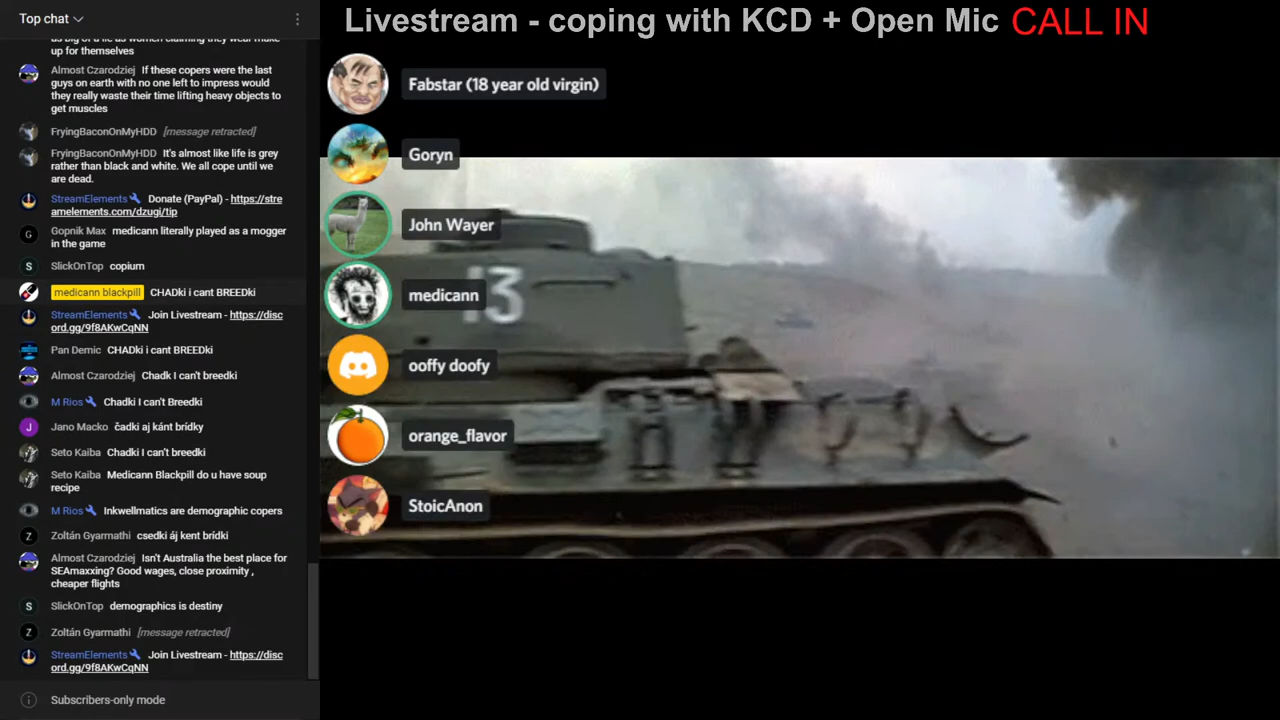 Top chat
as big of a lie as women claiming they wear make
up for themselves
Almost Czarodziej If these copers were the last
guys on earth with no one left to impress would
they really waste their time lifting heavy objects to
get muscles
FryingBaconOnMyHDD [message retracted]
FryingBaconOnMyHDD It's almost like life is grey
rather than black and white. We all cope until we
are dead.
StreamElements Donate (PayPal) - https://stre
amelements.com/dzugi/tip
Gopnik Max medicann literally played as a mogger
in the game
SlickOnTop copium
medicann blackpill CHADki i cant BREEDki
StreamElements Join Livestream - https://disc
ord.gg/9f8AKwCqNN
Pan Demic CHADki i cant BREEDki
Almost Czarodziej Chadk I can't breedki
M Rios Chadki I can't Breedki
Jano Macko čadki aj kánt brídky
Seto Kaiba Chadki I can't breedki
Seto Kaiba Medicann Blackpill do u have soup
recipe
M Rios Inkwellmatics are demographic copers
Zoltán Gyarmathi csedki áj kent brídki
Almost Czarodziej Isn't Australia the best place for
SEAmaxxing? Good wages, close proximity ,
cheaper flights
SlickOnTop demographics is destiny
Zoltán Gyarmathi [message retracted]
StreamElements Join Livestream - https://disc
ord.gg/9f8AKwCqNN
Subscribers-only mode
Livestream - coping with KCD + Open Mic CALL IN
Fabstar (18 year old virgin)
Goryn
John Wayer
medicann
13
ooffy doofy
orange_flavor
StoicAnon